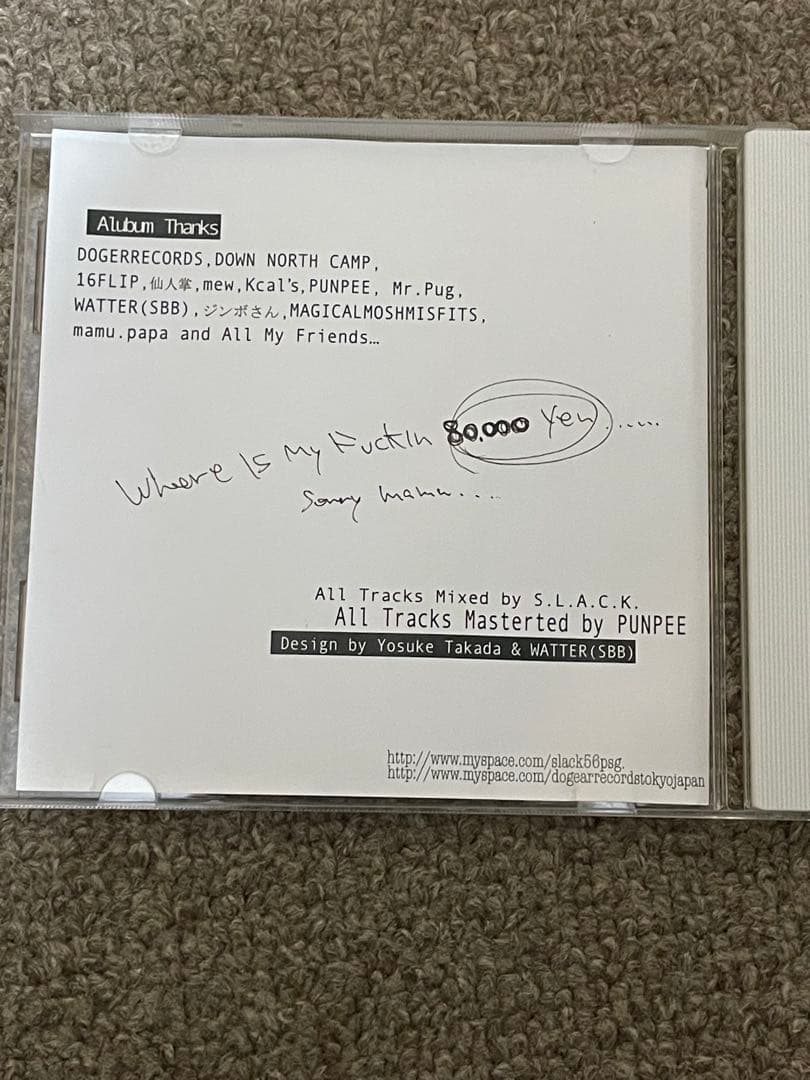 Alubum Thanks
DOGERRECORDS,DOWN NORTH CAMP,
16FLIP,仙人掌,mew,Kcal's,PUNPEE, Mr.Pug,
WATTER(SBB),ジンボさん,MAGICALMOSHMISFITS,
mamu.papa and All My Friends…
Where Is My Fuckin 80,000 Yen......
Sorry mamu....
All Tracks Mixed by S.L.A.C.K.
All Tracks Masterted by PUNPEE
Design by Yosuke Takada & WATTER(SBB)
http://www.myspace.com/slack56psg.
http://www.myspace.com/dogearrecordstokyojapan